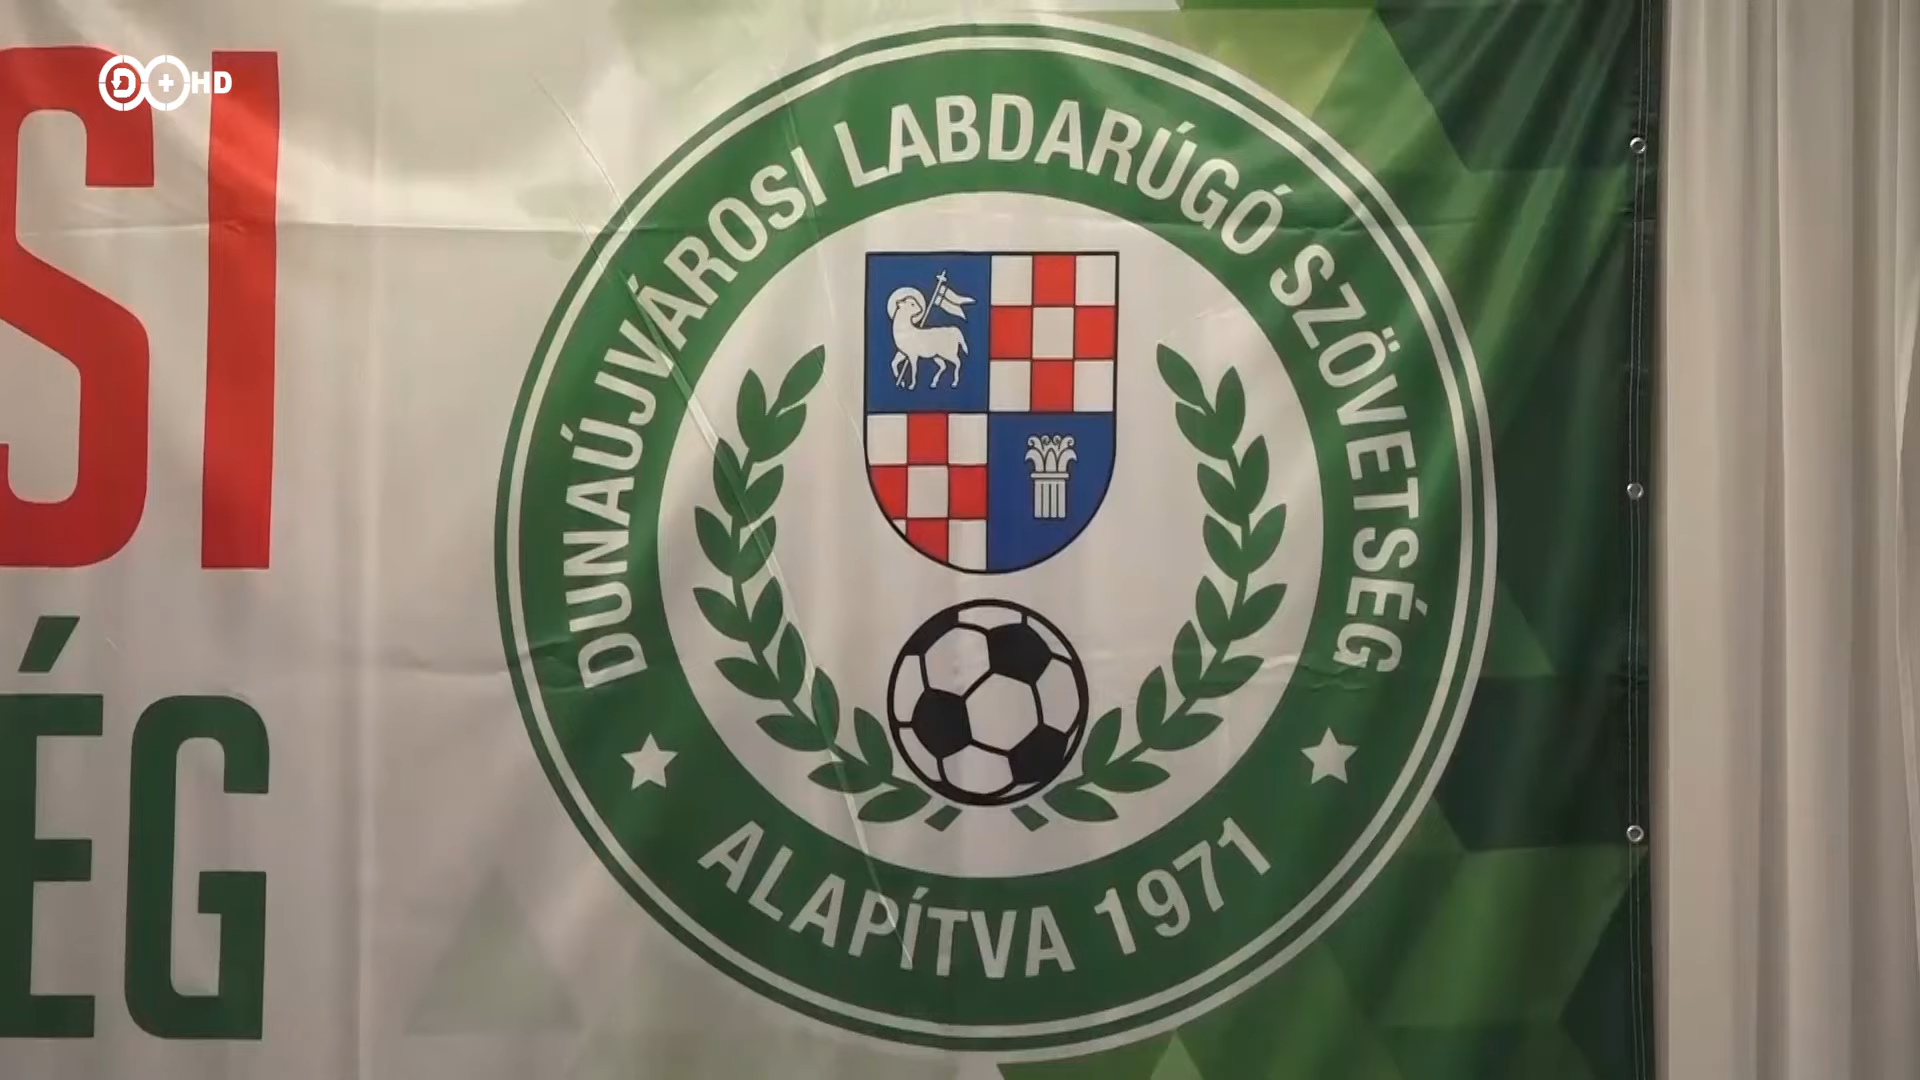 D+HD
SI
ÉG
DUNAÚJVÁROSI LABDARÚGÓ SZÖVETSÉG
ALAPÍTVA 1971